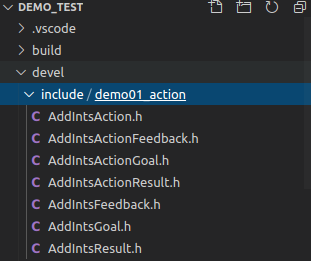 DEMO_TEST
.vscode
build
devel
include / demo01_action
C AddIntsAction.h
C AddIntsActionFeedback.h
C AddIntsActionGoal.h
C AddIntsActionResult.h
C AddIntsFeedback.h
C AddIntsGoal.h
C AddIntsResult.h